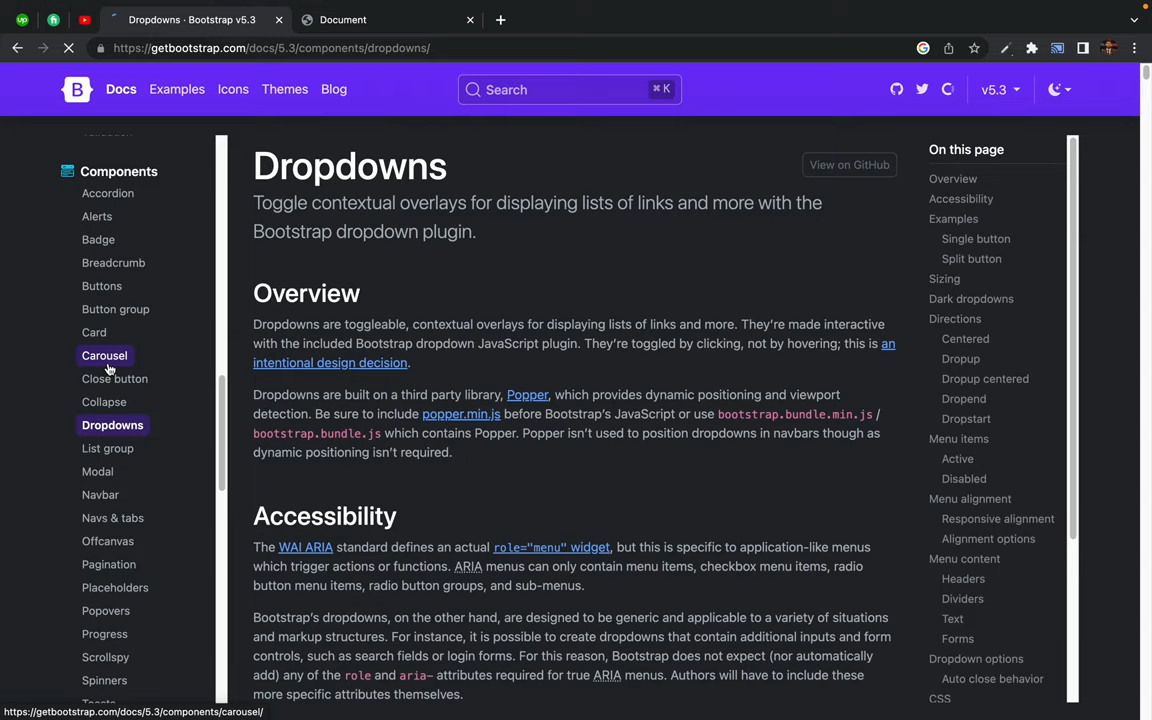 Dropdowns · Bootstrap v5.3
Document
https://getbootstrap.com/docs/5.3/components/dropdowns/
B
Docs
Examples
Icons
Themes
Blog
Search
⌘ K
v5.3
Validation
Components
Accordion
Alerts
Badge
Breadcrumb
Buttons
Button group
Card
Carousel
Close button
Collapse
Dropdowns
List group
Modal
Navbar
Navs & tabs
Offcanvas
Pagination
Placeholders
Popovers
Progress
Scrollspy
Spinners
Toasts
Dropdowns
View on GitHub
Toggle contextual overlays for displaying lists of links and more with the
Bootstrap dropdown plugin.
Overview
Dropdowns are toggleable, contextual overlays for displaying lists of links and more. They’re made interactive
with the included Bootstrap dropdown JavaScript plugin. They’re toggled by clicking, not by hovering; this is an
intentional design decision.
Dropdowns are built on a third party library, Popper, which provides dynamic positioning and viewport
detection. Be sure to include popper.min.js before Bootstrap’s JavaScript or use bootstrap.bundle.min.js /
bootstrap.bundle.js which contains Popper. Popper isn’t used to position dropdowns in navbars though as
dynamic positioning isn’t required.
Accessibility
The WAI ARIA standard defines an actual role="menu" widget, but this is specific to application-like menus
which trigger actions or functions. ARIA menus can only contain menu items, checkbox menu items, radio
button menu items, radio button groups, and sub-menus.
Bootstrap’s dropdowns, on the other hand, are designed to be generic and applicable to a variety of situations
and markup structures. For instance, it is possible to create dropdowns that contain additional inputs and form
controls, such as search fields or login forms. For this reason, Bootstrap does not expect (nor automatically
add) any of the role and aria- attributes required for true ARIA menus. Authors will have to include these
more specific attributes themselves.
On this page
Overview
Accessibility
Examples
Single button
Split button
Sizing
Dark dropdowns
Directions
Centered
Dropup
Dropup centered
Dropend
Dropstart
Menu items
Active
Disabled
Menu alignment
Responsive alignment
Alignment options
Menu content
Headers
Dividers
Text
Forms
Dropdown options
Auto close behavior
CSS
https://getbootstrap.com/docs/5.3/components/carousel/